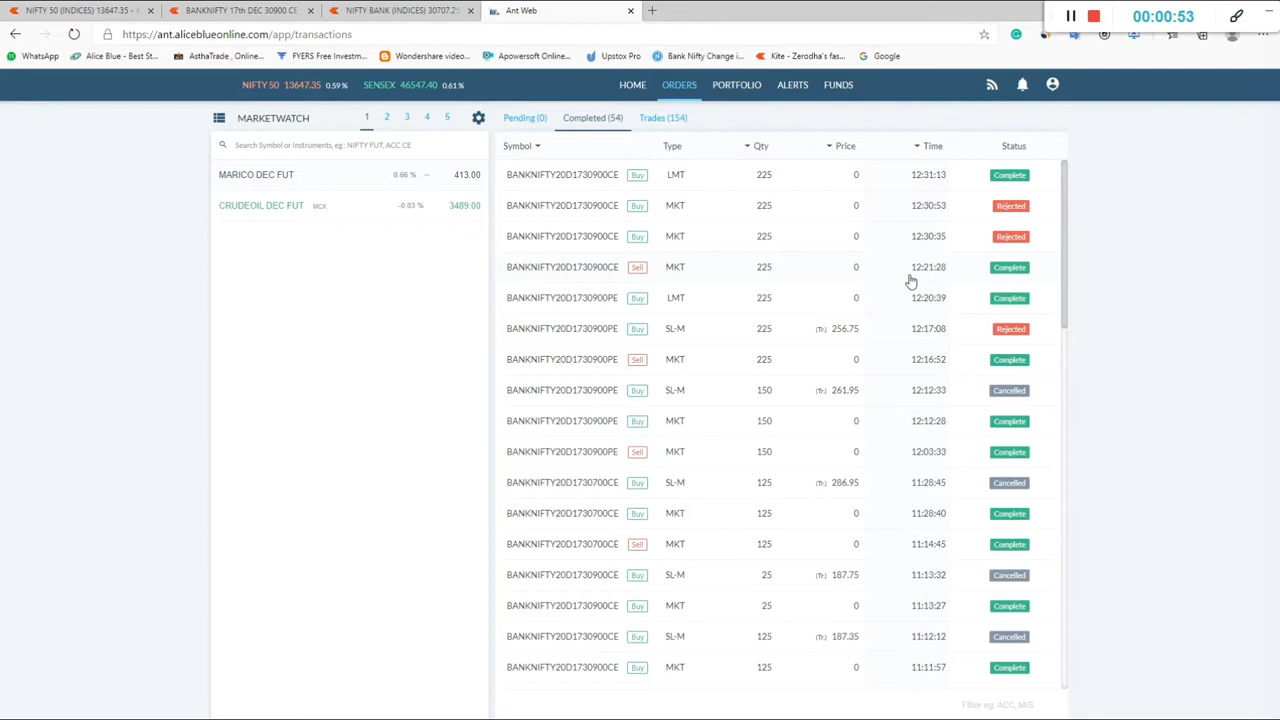 NIFTY 50 (INDICES) 13647.35 - K
BANKNIFTY 17th DEC 30900 CE
NIFTY BANK (INDICES) 30707.25
Ant Web
00:00:53
https://ant.aliceblueonline.com/app/transactions
WhatsApp
Alice Blue - Best St...
AsthaTrade , Online...
FYERS Free Investm...
Wondershare video...
Apowersoft Online...
Upstox Pro
Bank Nifty Change i...
Kite - Zerodha's fas...
Google
NIFTY 50 13647.35 0.59 %
SENSEX 46547.40 0.61 %
HOME ORDERS PORTFOLIO ALERTS FUNDS
MARKETWATCH 1 2 3 4 5
Pending (0) Completed (54) Trades (154)
Search Symbol or Instruments, eg : NIFTY FUT, ACC CE
MARICO DEC FUT 0.66 % 413.00
CRUDEOIL DEC FUT MCX -0.03 % 3489.00
Symbol Type Qty Price Time Status
BANKNIFTY20D1730900CE Buy LMT 225 0 12:31:13 Complete
BANKNIFTY20D1730900CE Buy MKT 225 0 12:30:53 Rejected
BANKNIFTY20D1730900CE Buy MKT 225 0 12:30:35 Rejected
BANKNIFTY20D1730900CE Sell MKT 225 0 12:21:28 Complete
BANKNIFTY20D1730900PE Buy LMT 225 0 12:20:39 Complete
BANKNIFTY20D1730900PE Buy SL-M 225 (Tr.) 256.75 12:17:08 Rejected
BANKNIFTY20D1730900PE Sell MKT 225 0 12:16:52 Complete
BANKNIFTY20D1730900PE Buy SL-M 150 (Tr.) 261.95 12:12:33 Cancelled
BANKNIFTY20D1730900PE Buy MKT 150 0 12:12:28 Complete
BANKNIFTY20D1730900PE Sell MKT 150 0 12:03:33 Complete
BANKNIFTY20D1730700CE Buy SL-M 125 (Tr.) 286.95 11:28:45 Cancelled
BANKNIFTY20D1730700CE Buy MKT 125 0 11:28:40 Complete
BANKNIFTY20D1730700CE Sell MKT 125 0 11:14:45 Complete
BANKNIFTY20D1730900CE Buy SL-M 25 (Tr.) 187.75 11:13:32 Cancelled
BANKNIFTY20D1730900CE Buy MKT 25 0 11:13:27 Complete
BANKNIFTY20D1730900CE Buy SL-M 125 (Tr.) 187.35 11:12:12 Cancelled
BANKNIFTY20D1730900CE Buy MKT 125 0 11:11:57 Complete
Filter eg: ACC, MIS